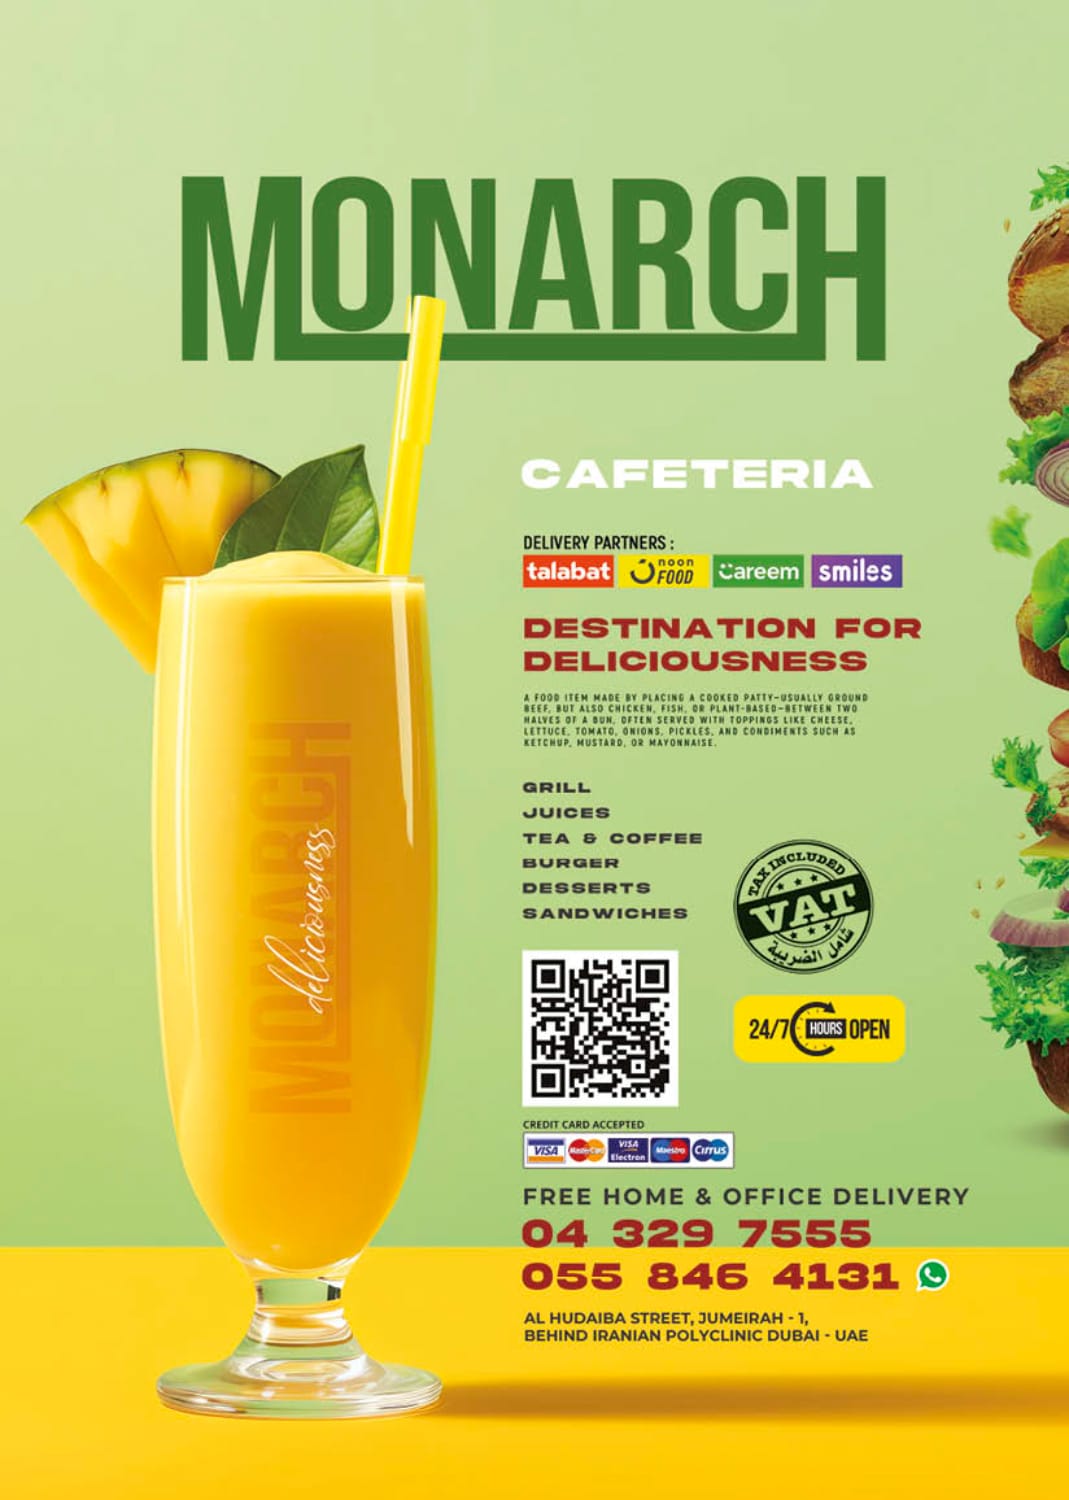 MONARCH
CAFETERIA
DELIVERY PARTNERS :
talabat noon FOOD Careem smiles
DESTINATION FOR
DELICIOUSNESS
A FOOD ITEM MADE BY PLACING A COOKED PATTY—USUALLY GROUND
BEEF, BUT ALSO CHICKEN, FISH, OR PLANT-BASED—BETWEEN TWO
HALVES OF A BUN, OFTEN SERVED WITH TOPPINGS LIKE CHEESE,
LETTUCE, TOMATO, ONIONS, PICKLES, AND CONDIMENTS SUCH AS
KETCHUP, MUSTARD, OR MAYONNAISE.
MONARCH
deliciousness
GRILL
JUICES
TEA & COFFEE
BURGER
DESSERTS
SANDWICHES
TAX INCLUDED
VAT
شامل الضريبة
24/7 HOURS OPEN
CREDIT CARD ACCEPTED
VISA MasterCard VISA Electron Maestro Cirrus
FREE HOME & OFFICE DELIVERY
04 329 7555
055 846 4131
AL HUDAIBA STREET, JUMEIRAH - 1,
BEHIND IRANIAN POLYCLINIC DUBAI - UAE